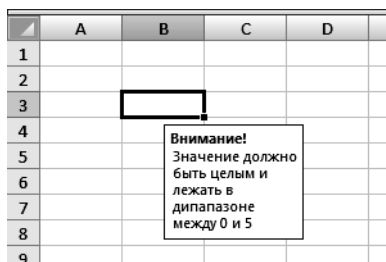 A B C D
1
2
3
4
Внимание!
5
Значение должно
6
быть целым и
лежать в
7
дипапазоне
8
между 0 и 5
9